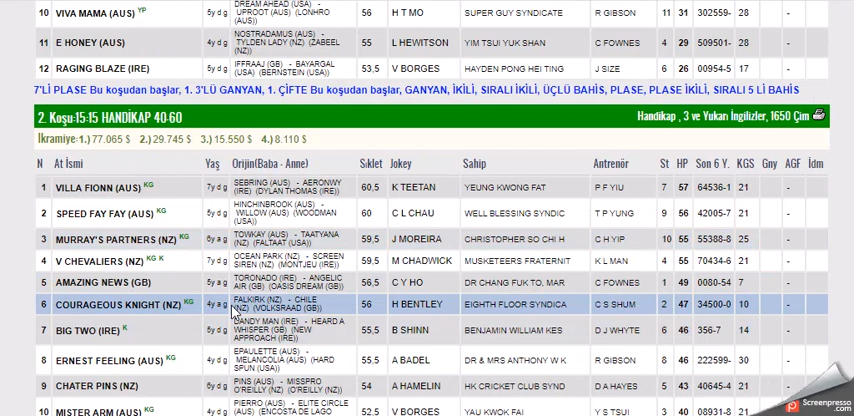 DREAM AHEAD (USA) -
10 VIVA MAMA (AUS) YP 5y d g UPROOT (AUS) (LONHRO (AUS)) 56 H T MO SUPER GUY SYNDICATE R GIBSON 11 31 302559- 28
11 E HONEY (AUS) 4y d g NOSTRADAMUS (AUS) - TYLDEN LADY (NZ) (ZABEEL (NZ)) 55 L HEWITSON YIM TSUI YUK SHAN C FOWNES 4 29 509501- 28
12 RAGING BLAZE (IRE) 5y d g IFFRAAJ (GB) - BAYARGAL (USA) (BERNSTEIN (USA)) 53,5 V BORGES HAYDEN PONG HEI TING J SIZE 6 26 00954-5 17
7'Lİ PLASE Bu koşudan başlar, 1. 3'LÜ GANYAN, 1. ÇİFTE Bu koşudan başlar, GANYAN, İKİLİ, SIRALI İKİLİ, ÜÇLÜ BAHİS, PLASE, PLASE İKİLİ, SIRALI 5 Lİ BAHİS
2. Koşu:15:15 HANDİKAP 40-60 Handikap , 3 ve Yukarı İngilizler, 1650 Çim
İkramiye:1.) 77.065 $ 2.) 29.745 $ 3.) 15.550 $ 4.) 8.110 $
N At İsmi Yaş Orijin(Baba - Anne) Sıklet Jokey Sahip Antrenör St HP Son 6 Y. KGS Gny AGF İdm
1 VILLA FIONN (AUS) KG 7y d g SEBRING (AUS) - AERONWY (IRE) (DYLAN THOMAS (IRE)) 60,5 K TEETAN YEUNG KWONG FAT P F YIU 7 57 64536-1 21 -
2 SPEED FAY FAY (AUS) KG 5y d g HINCHINBROOK (AUS) - WILLOW (AUS) (WOODMAN (USA)) 60 C L CHAU WELL BLESSING SYNDIC T P YUNG 9 56 42005-7 21 -
3 MURRAY'S PARTNERS (NZ) KG 6y a g TOWKAY (AUS) - TAATYANA (NZ) (FALTAAT (USA)) 59,5 J MOREIRA CHRISTOPHER SO CHI H C H YIP 10 55 55388-8 25 -
4 V CHEVALIERS (NZ) KG K 7y d g OCEAN PARK (NZ) - SCREEN SIREN (NZ) (MONTJEU (IRE)) 59,5 M CHADWICK MUSKETEERS FRATERNIT K L MAN 4 55 70434-6 21 -
5 AMAZING NEWS (GB) 5y a g TORONADO (IRE) - ANGELIC AIR (GB) (OASIS DREAM (GB)) 56,5 C Y HO DR CHANG FUK TO, MAR C FOWNES 1 49 0080-54 7 -
6 COURAGEOUS KNIGHT (NZ) KG 4y a g FALKIRK (NZ) - CHILE (NZ) (VOLKSRAAD (GB)) 56 H BENTLEY EIGHTH FLOOR SYNDICA C S SHUM 2 47 34500-0 10 -
7 BIG TWO (IRE) K 6y d g DANDY MAN (IRE) - HEARD A WHISPER (GB) (NEW APPROACH (IRE)) 55,5 B SHINN BENJAMIN WILLIAM KES D J WHYTE 6 46 356-7 14 -
8 ERNEST FEELING (AUS) KG 4y d g EPAULETTE (AUS) - MELANCOLIA (AUS) (HARD SPUN (USA)) 55,5 A BADEL DR & MRS ANTHONY W K R GIBSON 8 46 222599- 30 -
9 CHATER PINS (NZ) 6y d g PINS (AUS) - MISSPRO O'REILLY (NZ) (O'REILLY (NZ)) 54 A HAMELIN HK CRICKET CLUB SYND D A HAYES 5 43 40645-4 21 -
10 MISTER ARM (AUS) KG 5y d g PIERRO (AUS) - ELITE CIRCLE (AUS) (ENCOSTA DE LAGO 52,5 V BORGES YAU KWOK FAI Y S TSUI 3 40 40891-6 21
Screenpresso